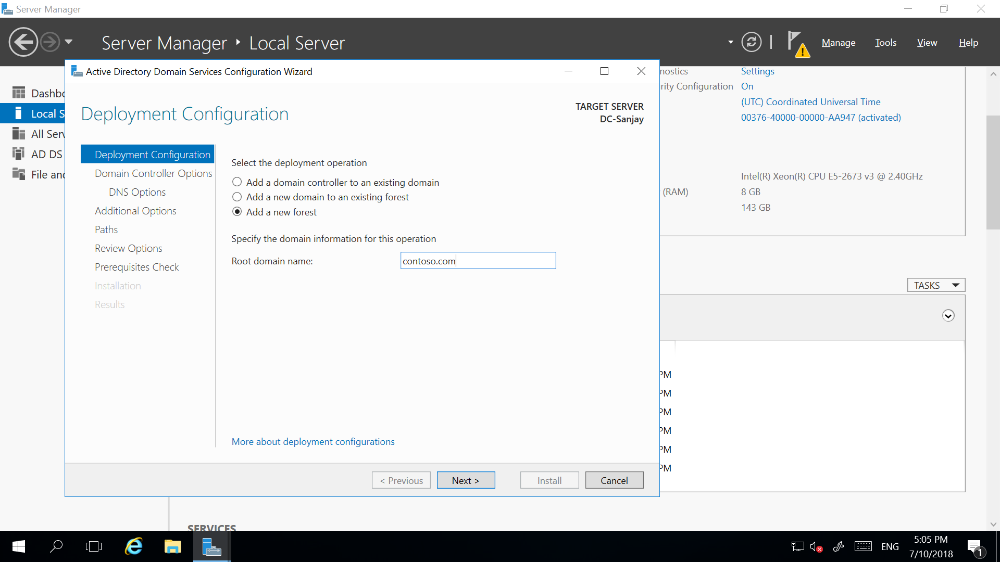 Server Manager
Server Manager ‣ Local Server
Manage Tools View Help
Active Directory Domain Services Configuration Wizard
Settings
rity Configuration On
Local S
AD DS
(UTC) Coordinated Universal Time
00376-40000-00000-AA947 (activated)
Deployment Configuration
TARGET SERVER
DC-Sanjay
Deployment Configuration
Domain Controller Options
DNS Options
Additional Options
Paths
Review Options
Prerequisites Check
Installation
Results
Select the deployment operation
Add a domain controller to an existing domain
Add a new domain to an existing forest
Add a new forest
Specify the domain information for this operation
Root domain name: contoso.com
More about deployment configurations
< Previous Next > Install Cancel
Intel(R) Xeon(R) CPU E5-2673 v3 @ 2.40GHz
(RAM) 8 GB
143 GB
TASKS
PM
PM
PM
PM
PM
PM
SERVICES
ENG
5:05 PM
7/10/2018
1